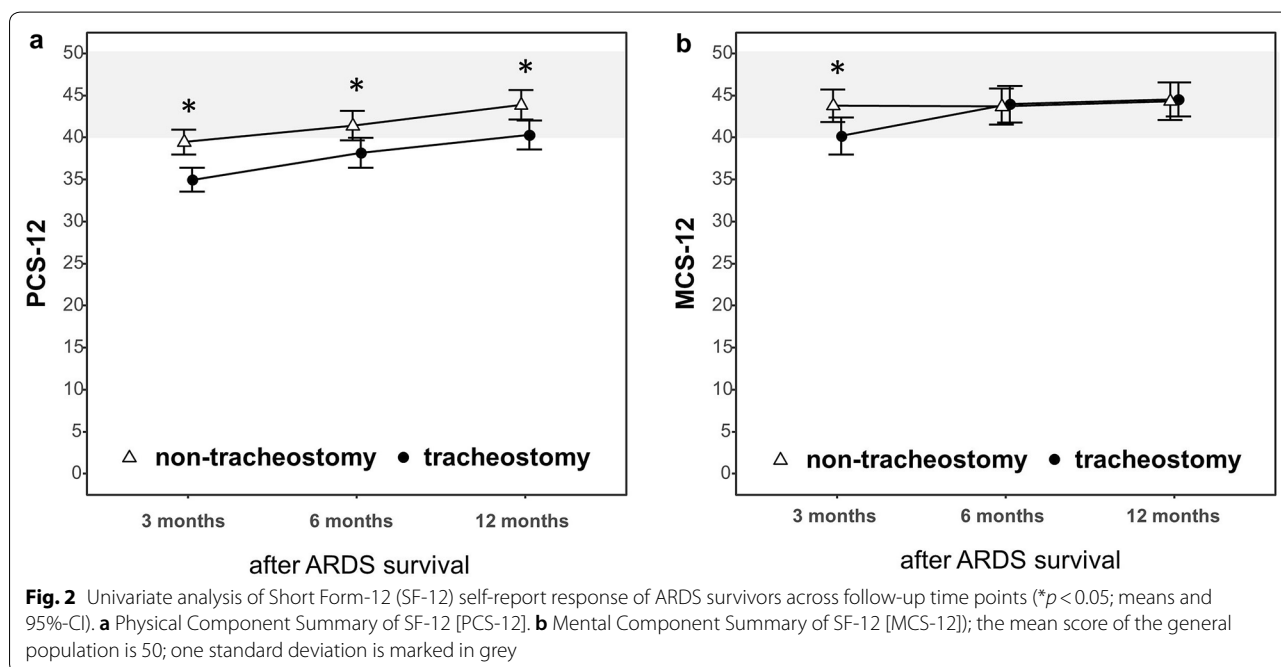 a
50
45
40
35
30
25
20
15
10
5
0
PCS-12
* * *
△ non-tracheostomy ● tracheostomy
3 months 6 months 12 months
after ARDS survival
b
50
45
40
35
30
25
20
15
10
5
0
MCS-12
*
△ non-tracheostomy ● tracheostomy
3 months 6 months 12 months
after ARDS survival
Fig. 2 Univariate analysis of Short Form-12 (SF-12) self-report response of ARDS survivors across follow-up time points (*p < 0.05; means and
95%-CI). a Physical Component Summary of SF-12 [PCS-12]. b Mental Component Summary of SF-12 [MCS-12]); the mean score of the general
population is 50; one standard deviation is marked in grey